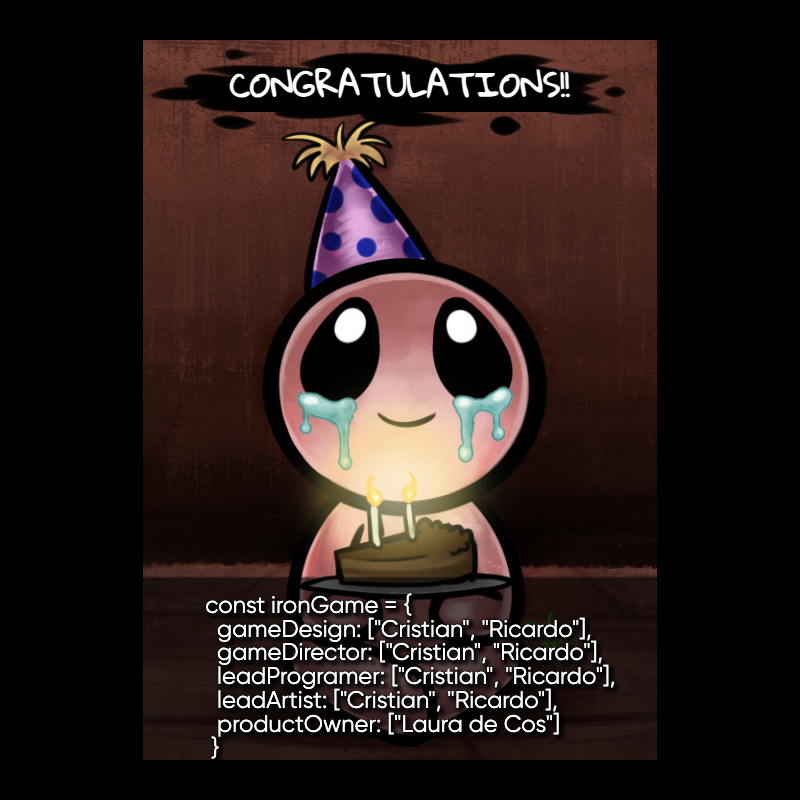 CONGRATULATIONS!!
const ironGame = {
gameDesign: ["Cristian", "Ricardo"],
gameDirector: ["Cristian", "Ricardo"],
leadProgramer: ["Cristian", "Ricardo"],
leadArtist: ["Cristian", "Ricardo"],
productOwner: ["Laura de Cos"]
}